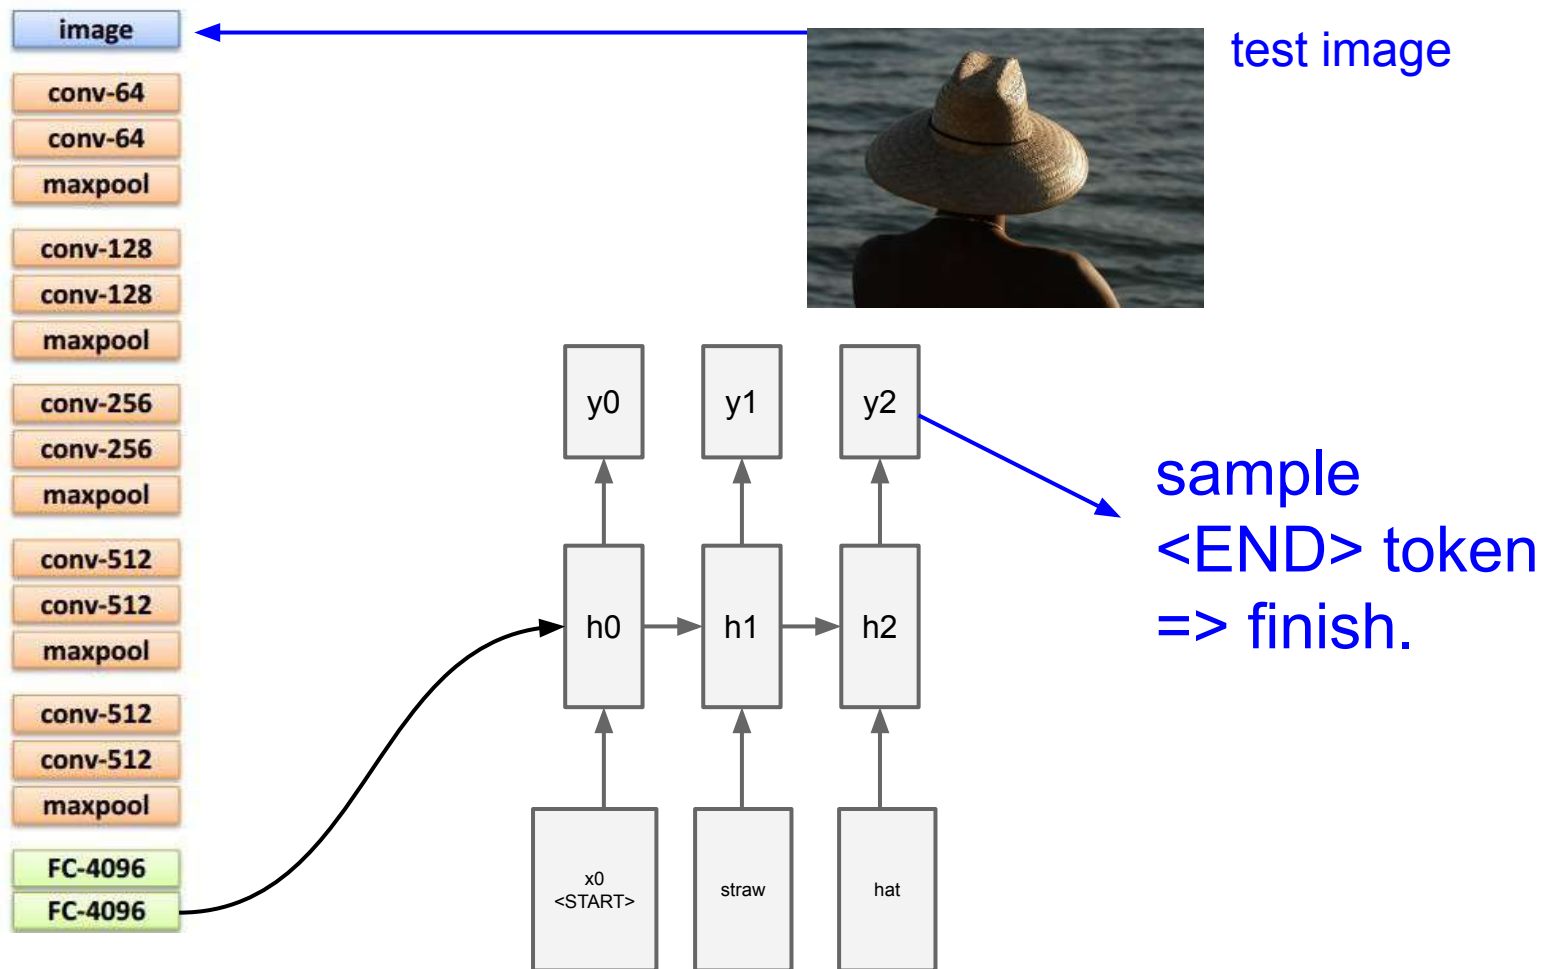 image
conv-64
conv-64
maxpool
conv-128
conv-128
maxpool
conv-256
conv-256
maxpool
conv-512
conv-512
maxpool
conv-512
conv-512
maxpool
FC-4096
FC-4096
test image
y0
y1
y2
h0
h1
h2
x0
<START>
straw
hat
sample
<END> token
=> finish.